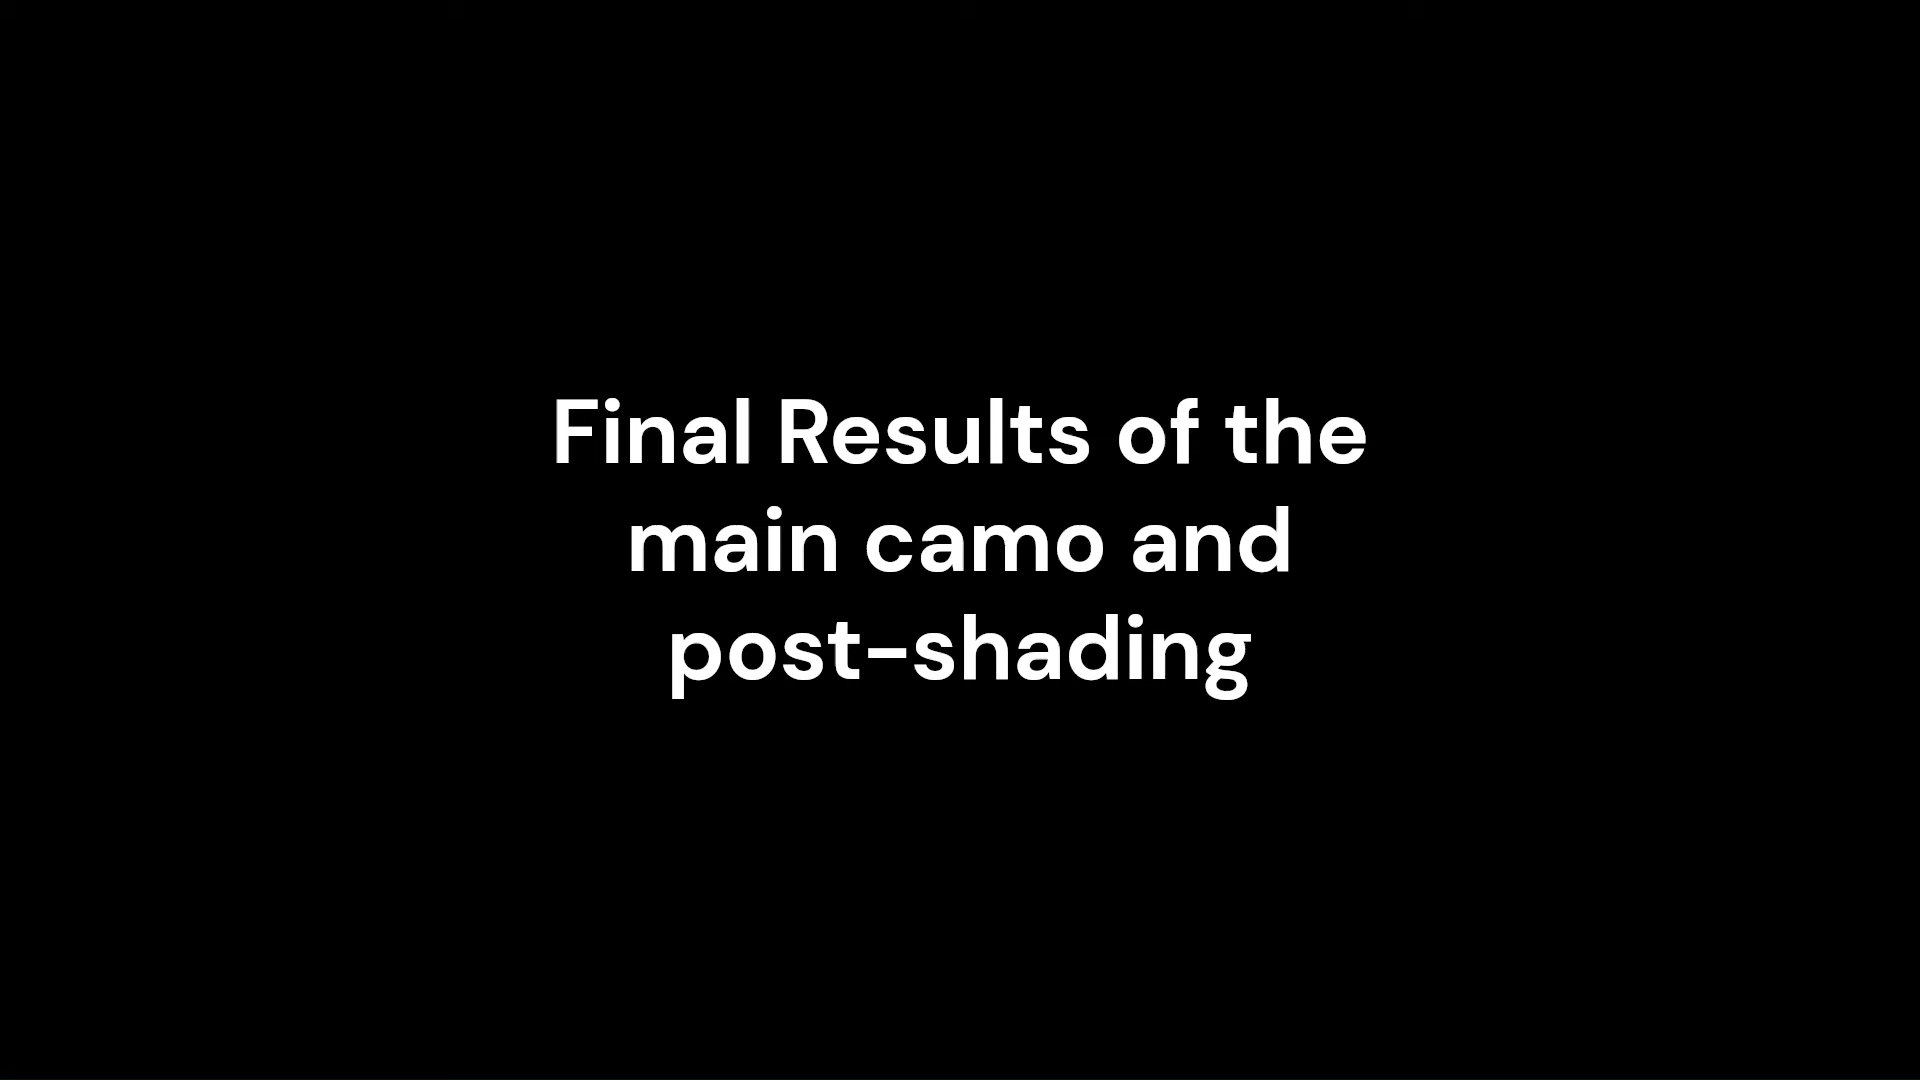 Final Results of the
main camo and
post-shading